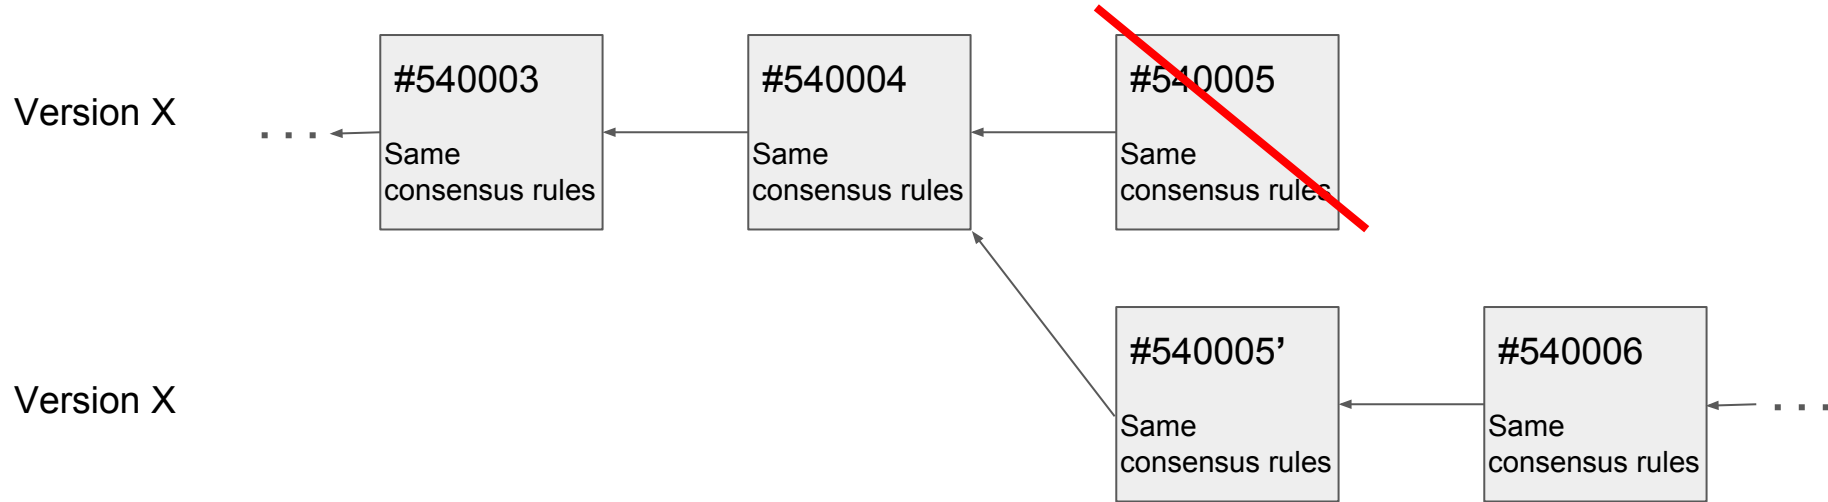 Version X
. . .
#540003
Same
consensus rules
#540004
Same
consensus rules
#540005
Same
consensus rules
Version X
#540005’
Same
consensus rules
#540006
Same
consensus rules
. . .